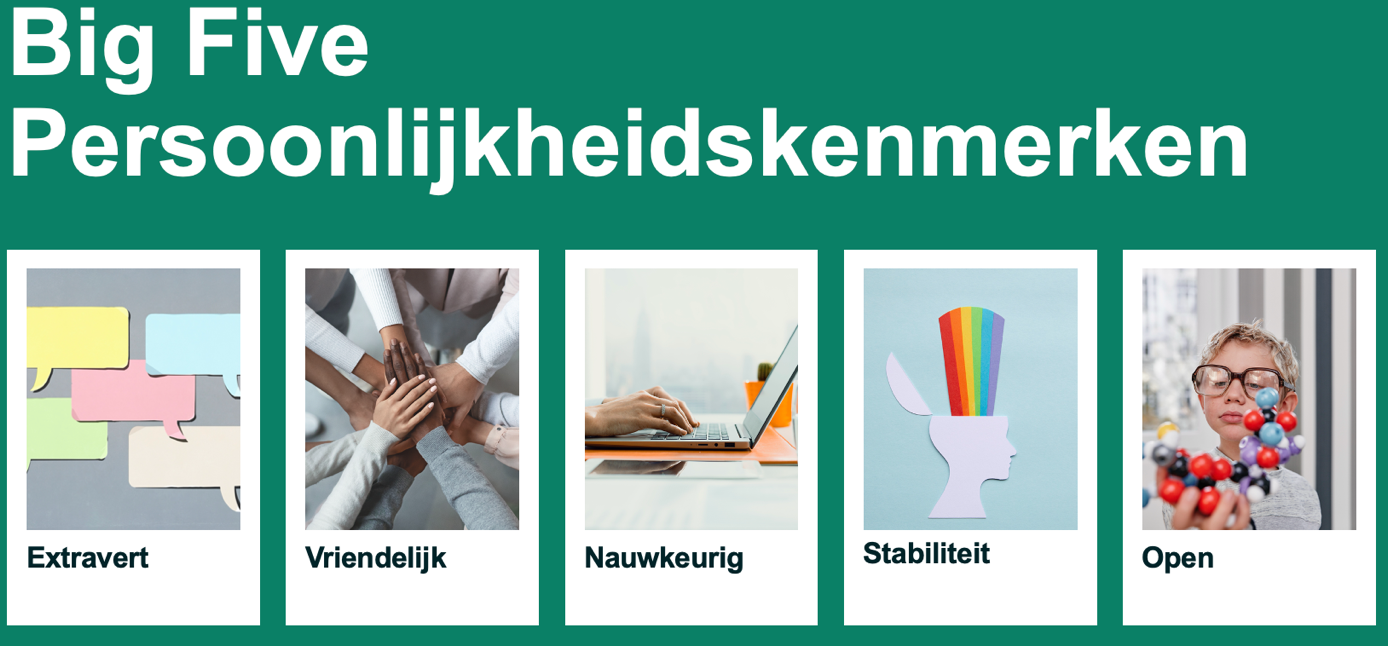 Big Five
Persoonlijkheidskenmerken
Extravert
Vriendelijk
Nauwkeurig
Stabiliteit
Open